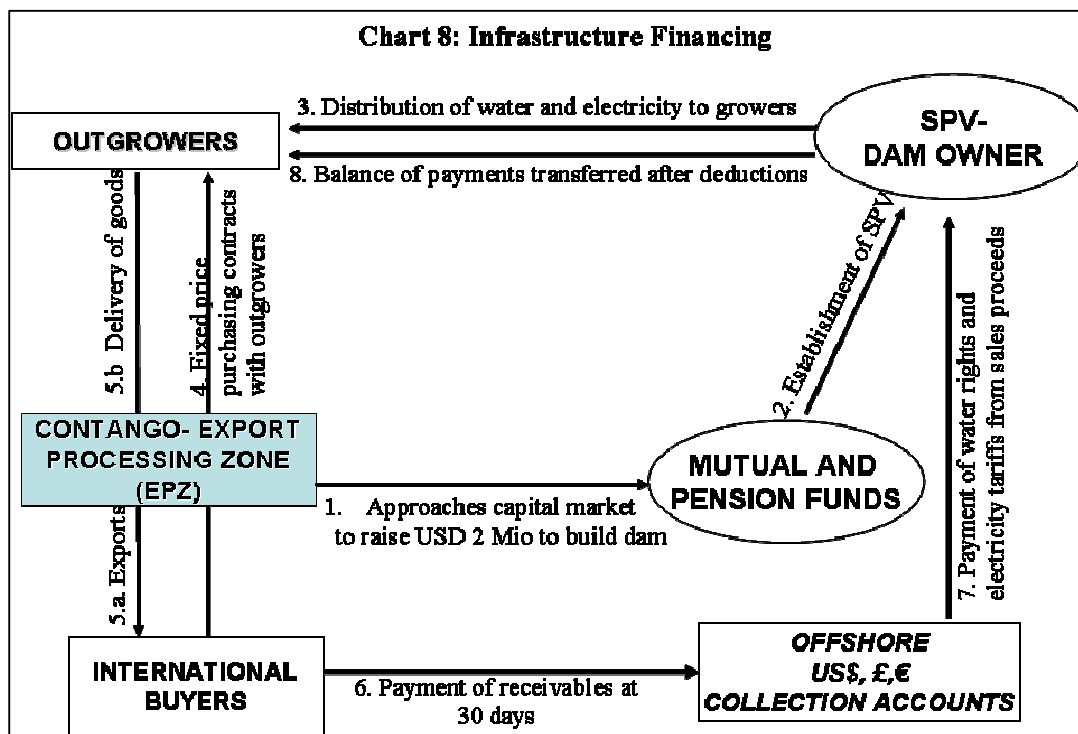 Chart 8: Infrastructure Financing
3. Distribution of water and electricity to growers
SPV-
DAM OWNER
OUTGROWERS
8. Balance of payments transferred after deductions
5.b Delivery of goods
4. Fixed price
purchasing contracts
with outgrowers
2. Establishment of SPV
7. Payment of water rights and
electricity tariffs from sales proceeds
CONTANGO- EXPORT
PROCESSING ZONE
(EPZ)
MUTUAL AND
PENSION FUNDS
1. Approaches capital market
to raise USD 2 Mio to build dam
5.a Exports
INTERNATIONAL
BUYERS
6. Payment of receivables at
30 days
OFFSHORE
US$, £,€
COLLECTION ACCOUNTS